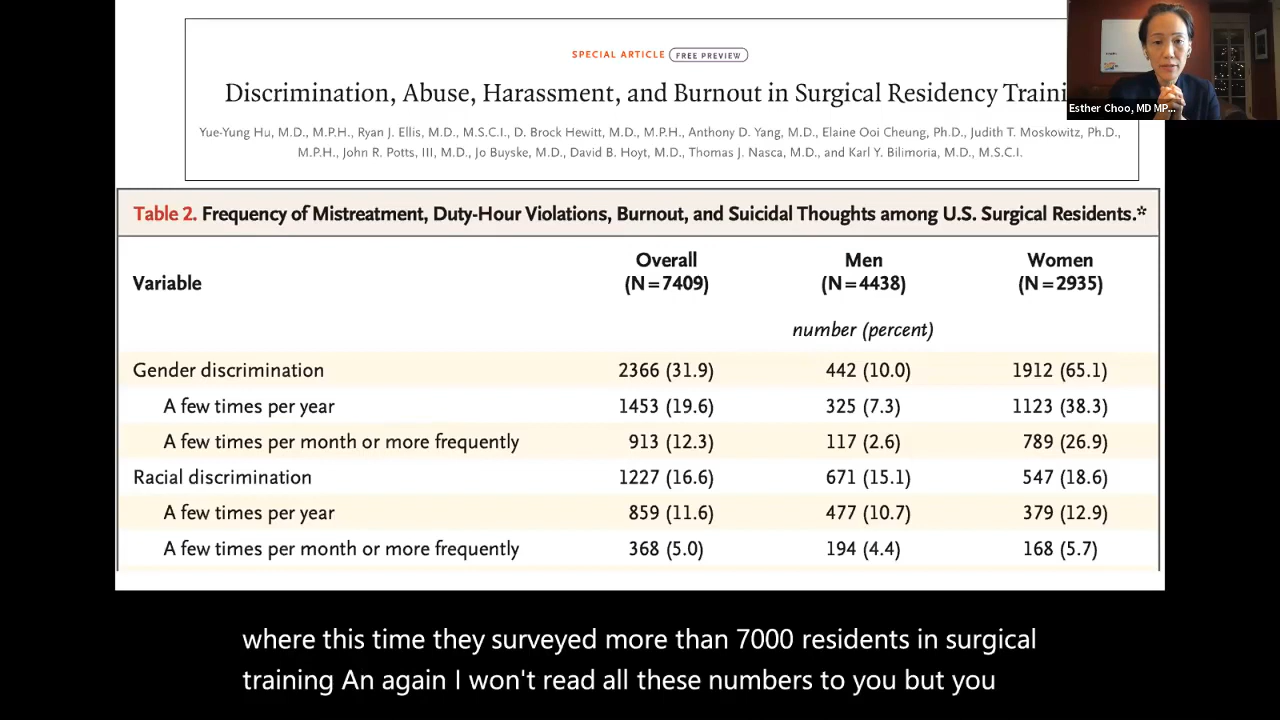 SPECIAL ARTICLE FREE PREVIEW
Discrimination, Abuse, Harassment, and Burnout in Surgical Residency Traini
Yue-Yung Hu, M.D., M.P.H., Ryan J. Ellis, M.D., M.S.C.I., D. Brock Hewitt, M.D., M.P.H., Anthony D. Yang, M.D., Elaine Ooi Cheung, Ph.D., Judith T. Moskowitz, Ph.D.,
M.P.H., John R. Potts, III, M.D., Jo Buyske, M.D., David B. Hoyt, M.D., Thomas J. Nasca, M.D., and Karl Y. Bilimoria, M.D., M.S.C.I.
Esther Choo, MD MP...
Table 2. Frequency of Mistreatment, Duty-Hour Violations, Burnout, and Suicidal Thoughts among U.S. Surgical Residents.*
Variable Overall (N=7409) Men (N=4438) Women (N=2935)
number (percent)
Gender discrimination 2366 (31.9) 442 (10.0) 1912 (65.1)
A few times per year 1453 (19.6) 325 (7.3) 1123 (38.3)
A few times per month or more frequently 913 (12.3) 117 (2.6) 789 (26.9)
Racial discrimination 1227 (16.6) 671 (15.1) 547 (18.6)
A few times per year 859 (11.6) 477 (10.7) 379 (12.9)
A few times per month or more frequently 368 (5.0) 194 (4.4) 168 (5.7)
where this time they surveyed more than 7000 residents in surgical
training An again I won't read all these numbers to you but you